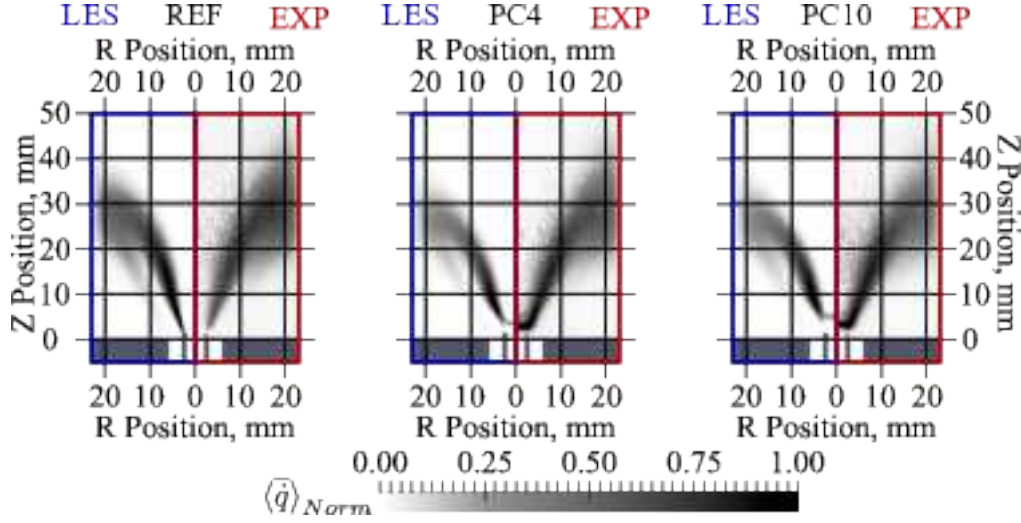 LES REF EXP LES PC4 EXP LES PC10 EXP
R Position, mm R Position, mm R Position, mm
20 10 0 10 20 20 10 0 10 20 20 10 0 10 20
50 50
40 40
30 30
20 20
10 10
0 0
Z Position, mm Z Position, mm
20 10 0 10 20 20 10 0 10 20 20 10 0 10 20
R Position, mm R Position, mm R Position, mm
0.00 0.25 0.50 0.75 1.00
⟨q̇̅⟩Norm